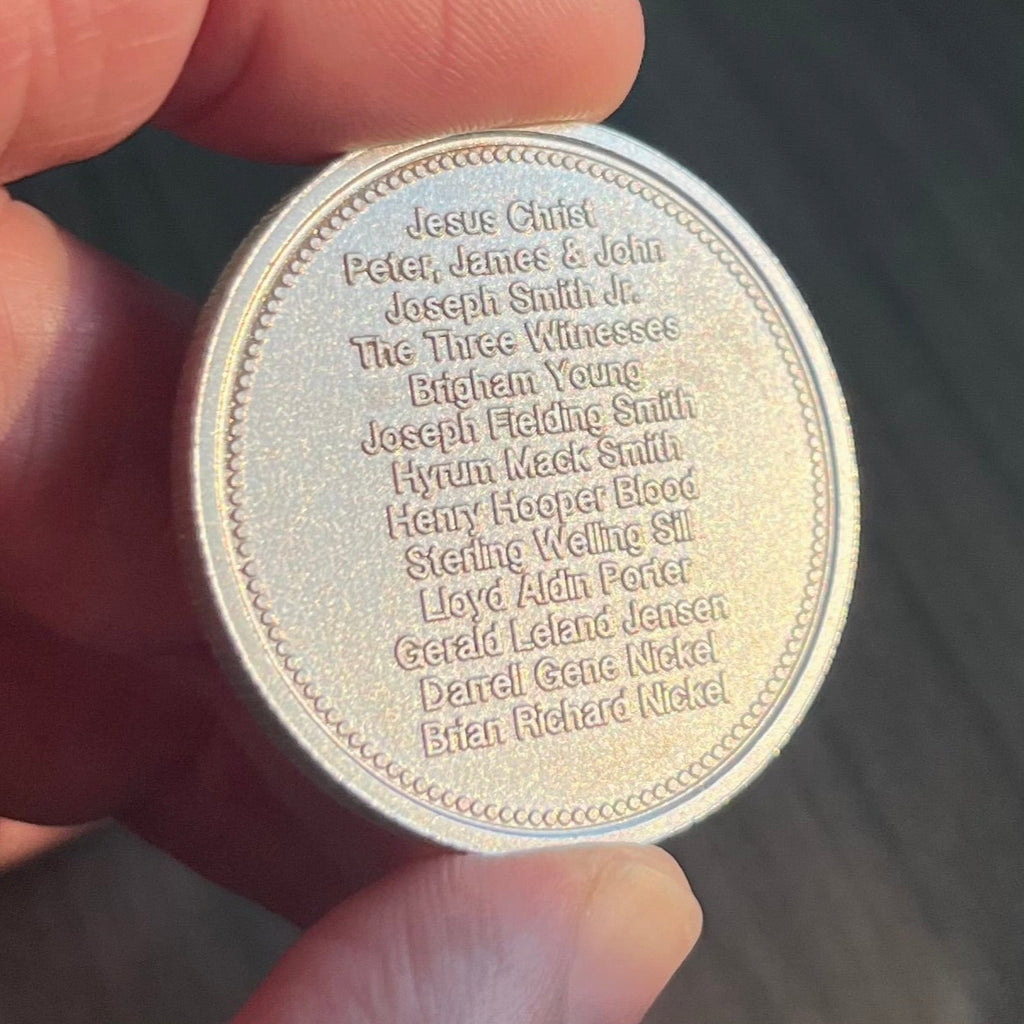 Jesus Christ
Peter, James & John
Joseph Smith Jr.
The Three Witnesses
Brigham Young
Joseph Fielding Smith
Hyrum Mack Smith
Henry Hooper Blood
Sterling Welling Sill
Lloyd Aldin Porter
Gerald Leland Jensen
Darrell Gene Nickel
Brian Richard Nickel